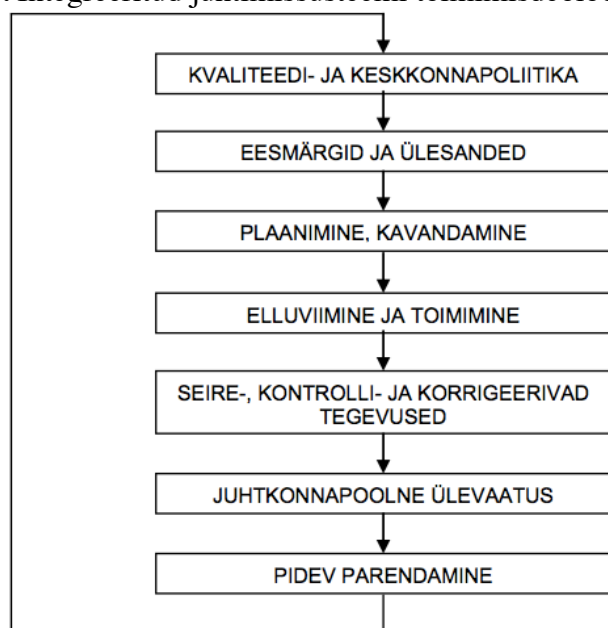 KVALITEEDI- JA KESKKONNAPOLIITIKA
EESMÄRGID JA ÜLESANDED
PLAANIMINE, KAVANDAMINE
ELLUVIIMINE JA TOIMIMINE
SEIRE-, KONTROLLI- JA KORRIGEERIVAD
TEGEVUSED
JUHTKONNAPOOLNE ÜLEVAATUS
PIDEV PARENDAMINE